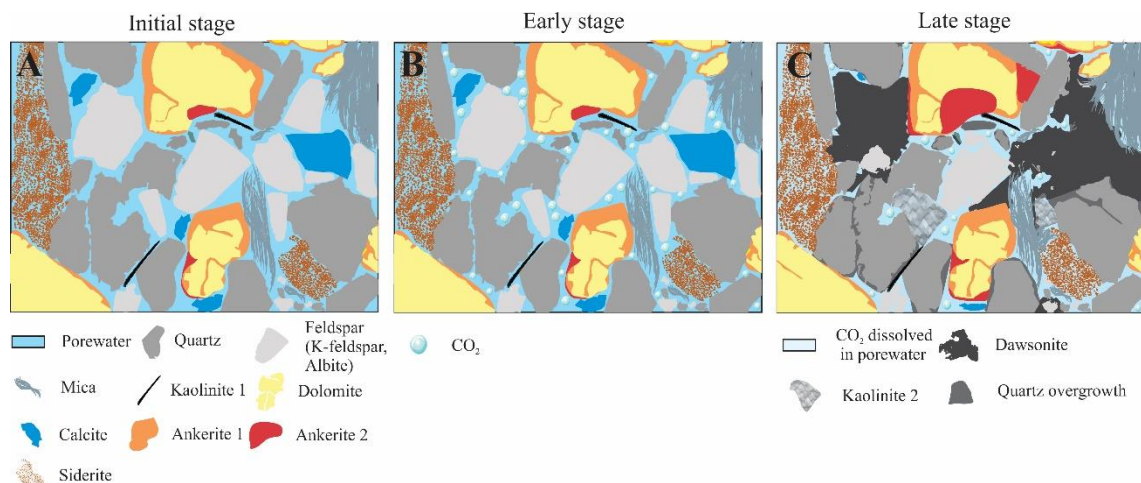 Initial stage
Early stage
Late stage
A
B
C
Porewater
Quartz
Feldspar
(K-feldspar,
Albite)
CO₂
CO₂ dissolved
in porewater
Dawsonite
Mica
Kaolinite 1
Dolomite
Kaolinite 2
Quartz overgrowth
Calcite
Ankerite 1
Ankerite 2
Siderite